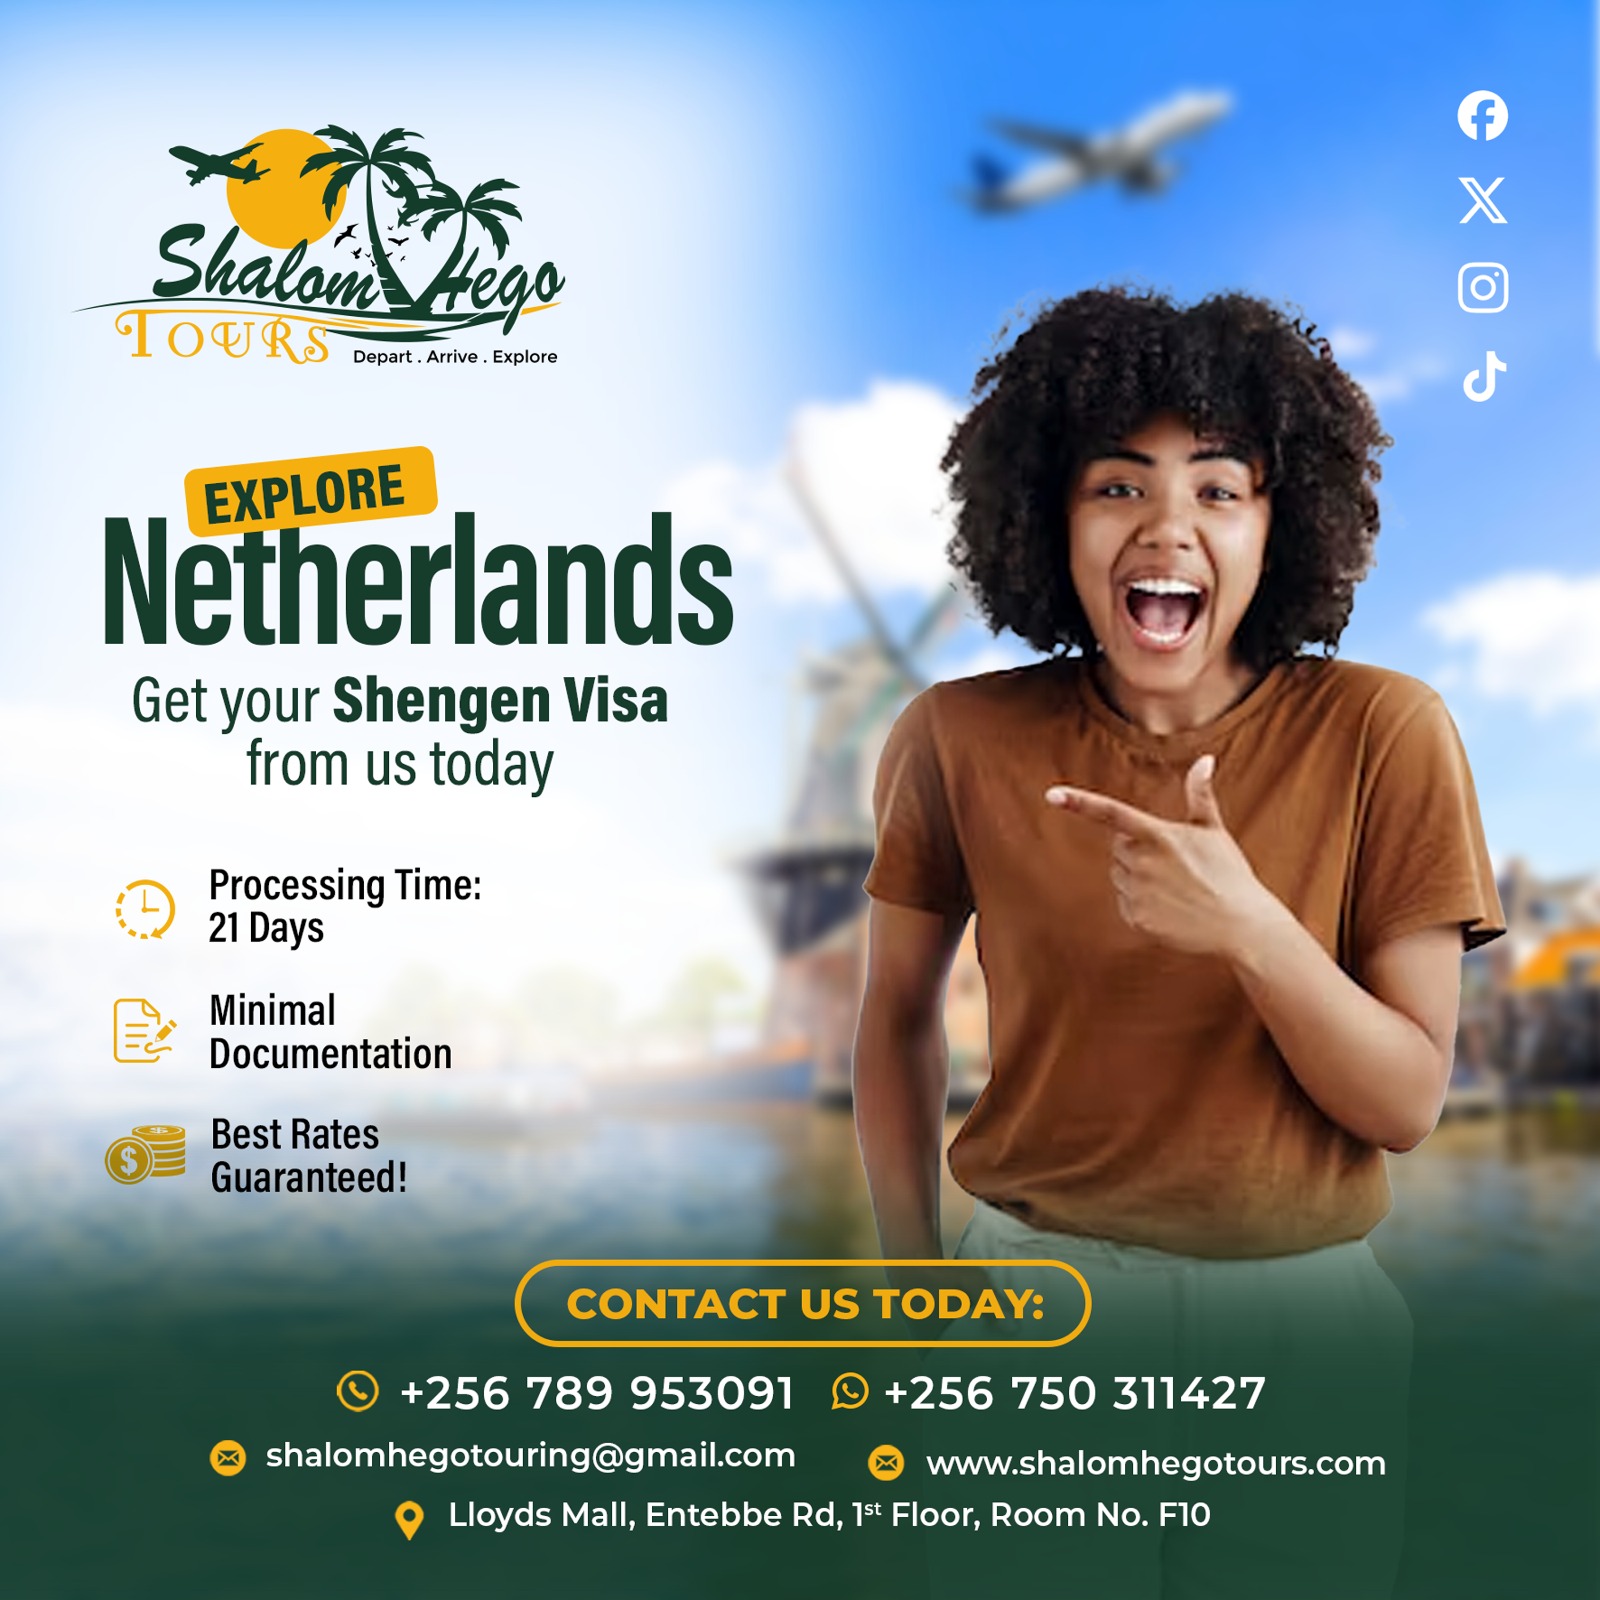 Shalom Hego
TOURS
Depart . Arrive . Explore
EXPLORE
Netherlands
Get your Shengen Visa
from us today
Processing Time:
21 Days
Minimal
Documentation
Best Rates
Guaranteed!
CONTACT US TODAY:
+256 789 953091 +256 750 311427
shalomhegotouring@gmail.com www.shalomhegotours.com
Lloyds Mall, Entebbe Rd, 1st Floor, Room No. F10